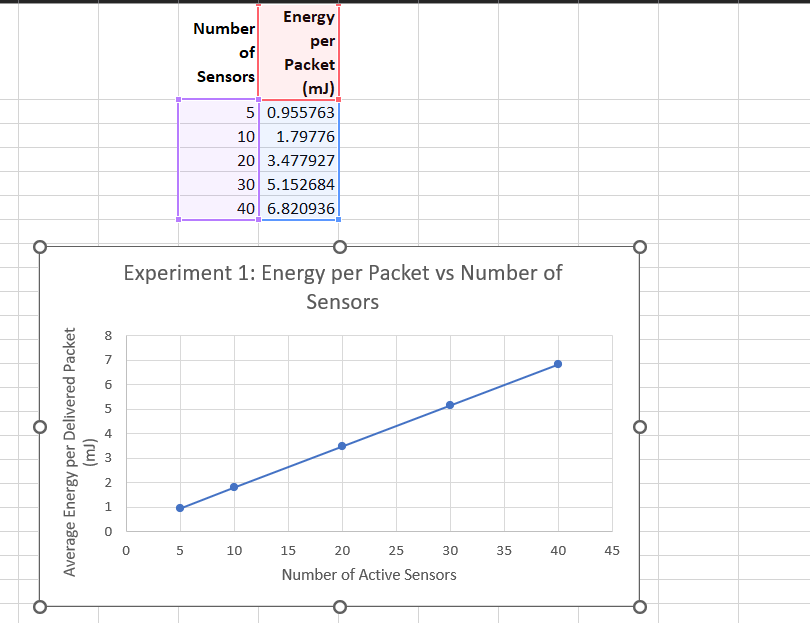 Number
of
Sensors
Energy
per
Packet
(mJ)
5 0.955763
10 1.79776
20 3.477927
30 5.152684
40 6.820936
Experiment 1: Energy per Packet vs Number of
Sensors
Average Energy per Delivered Packet
(mJ)
8
7
6
5
4
3
2
1
0
0 5 10 15 20 25 30 35 40 45
Number of Active Sensors